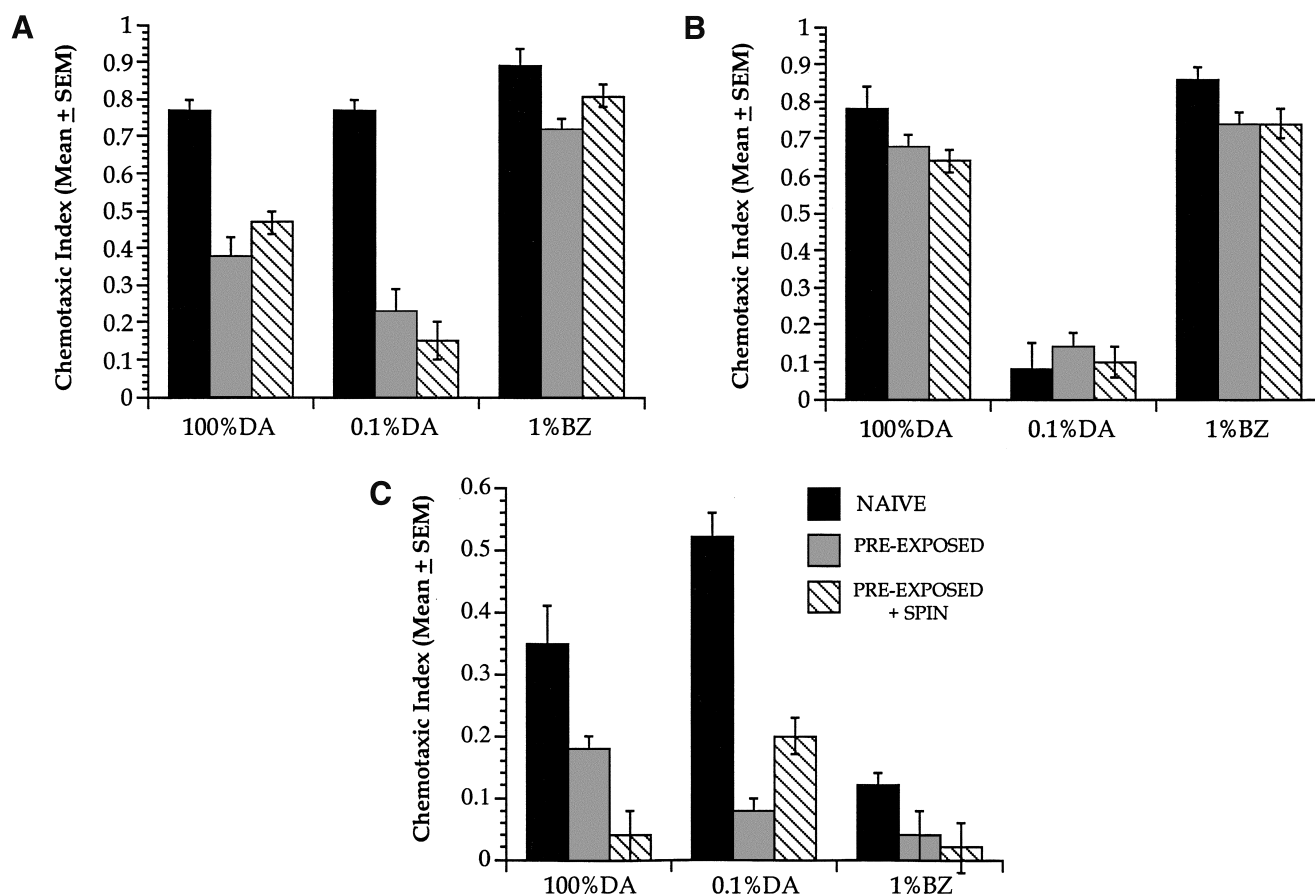 A
Chemotaxic Index (Mean ± SEM)
1
0.9
0.8
0.7
0.6
0.5
0.4
0.3
0.2
0.1
0
100%DA
0.1%DA
1%BZ
B
Chemotaxic Index (Mean ± SEM)
1
0.9
0.8
0.7
0.6
0.5
0.4
0.3
0.2
0.1
0
100%DA
0.1%DA
1%BZ
C
Chemotaxic Index (Mean ± SEM)
0.6
0.5
0.4
0.3
0.2
0.1
0
100%DA
0.1%DA
1%BZ
NAIVE
PRE-EXPOSED
PRE-EXPOSED
+ SPIN